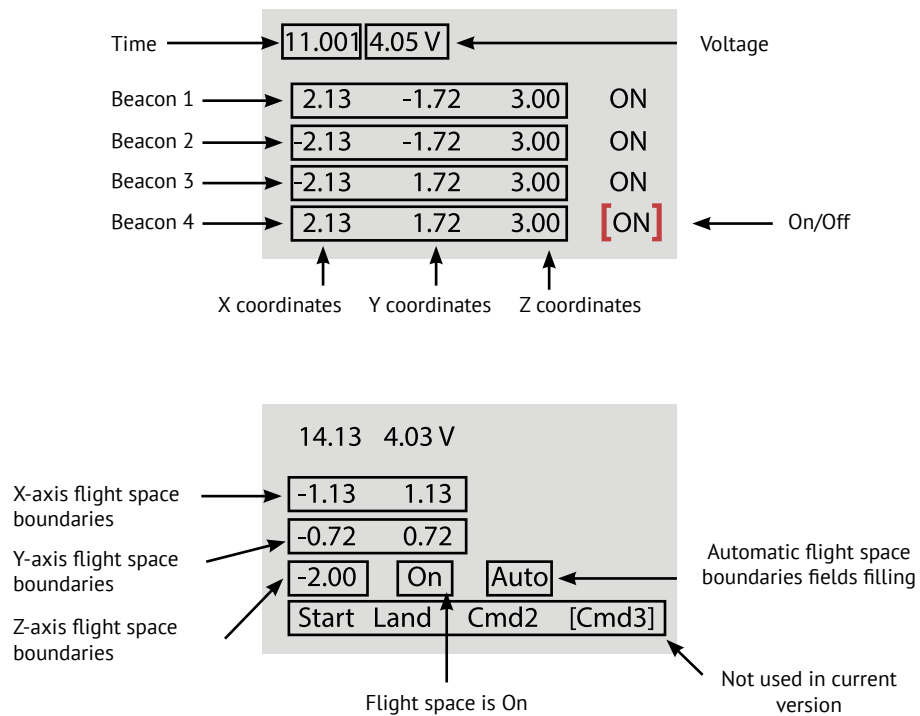 Time 11.001 4.05 V Voltage
Beacon 1 2.13 -1.72 3.00 ON
Beacon 2 -2.13 -1.72 3.00 ON
Beacon 3 -2.13 1.72 3.00 ON
Beacon 4 2.13 1.72 3.00 [ON] On/Off
X coordinates Y coordinates Z coordinates
14.13 4.03 V
X-axis flight space
boundaries
-1.13 1.13
Y-axis flight space
boundaries
-0.72 0.72
Z-axis flight space
boundaries
-2.00 On Auto
Automatic flight space
boundaries fields filling
Start Land Cmd2 [Cmd3]
Not used in current
version
Flight space is On